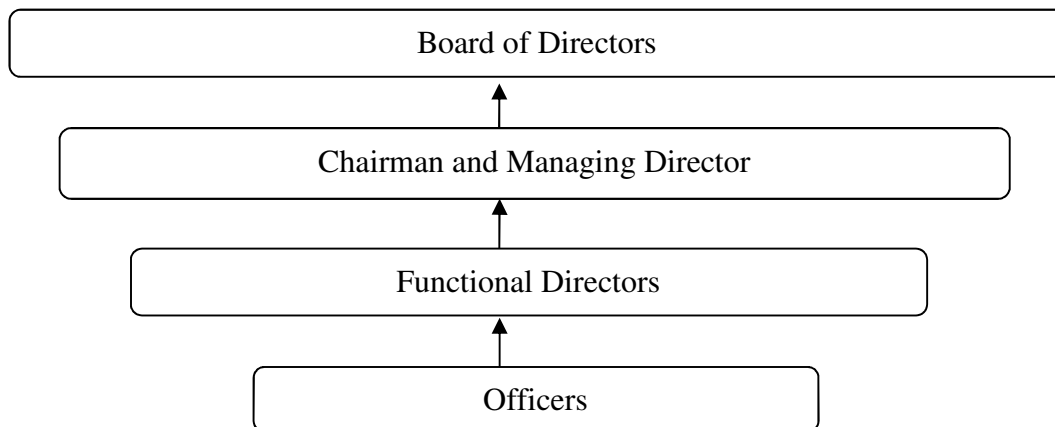 Board of Directors
Chairman and Managing Director
Functional Directors
Officers